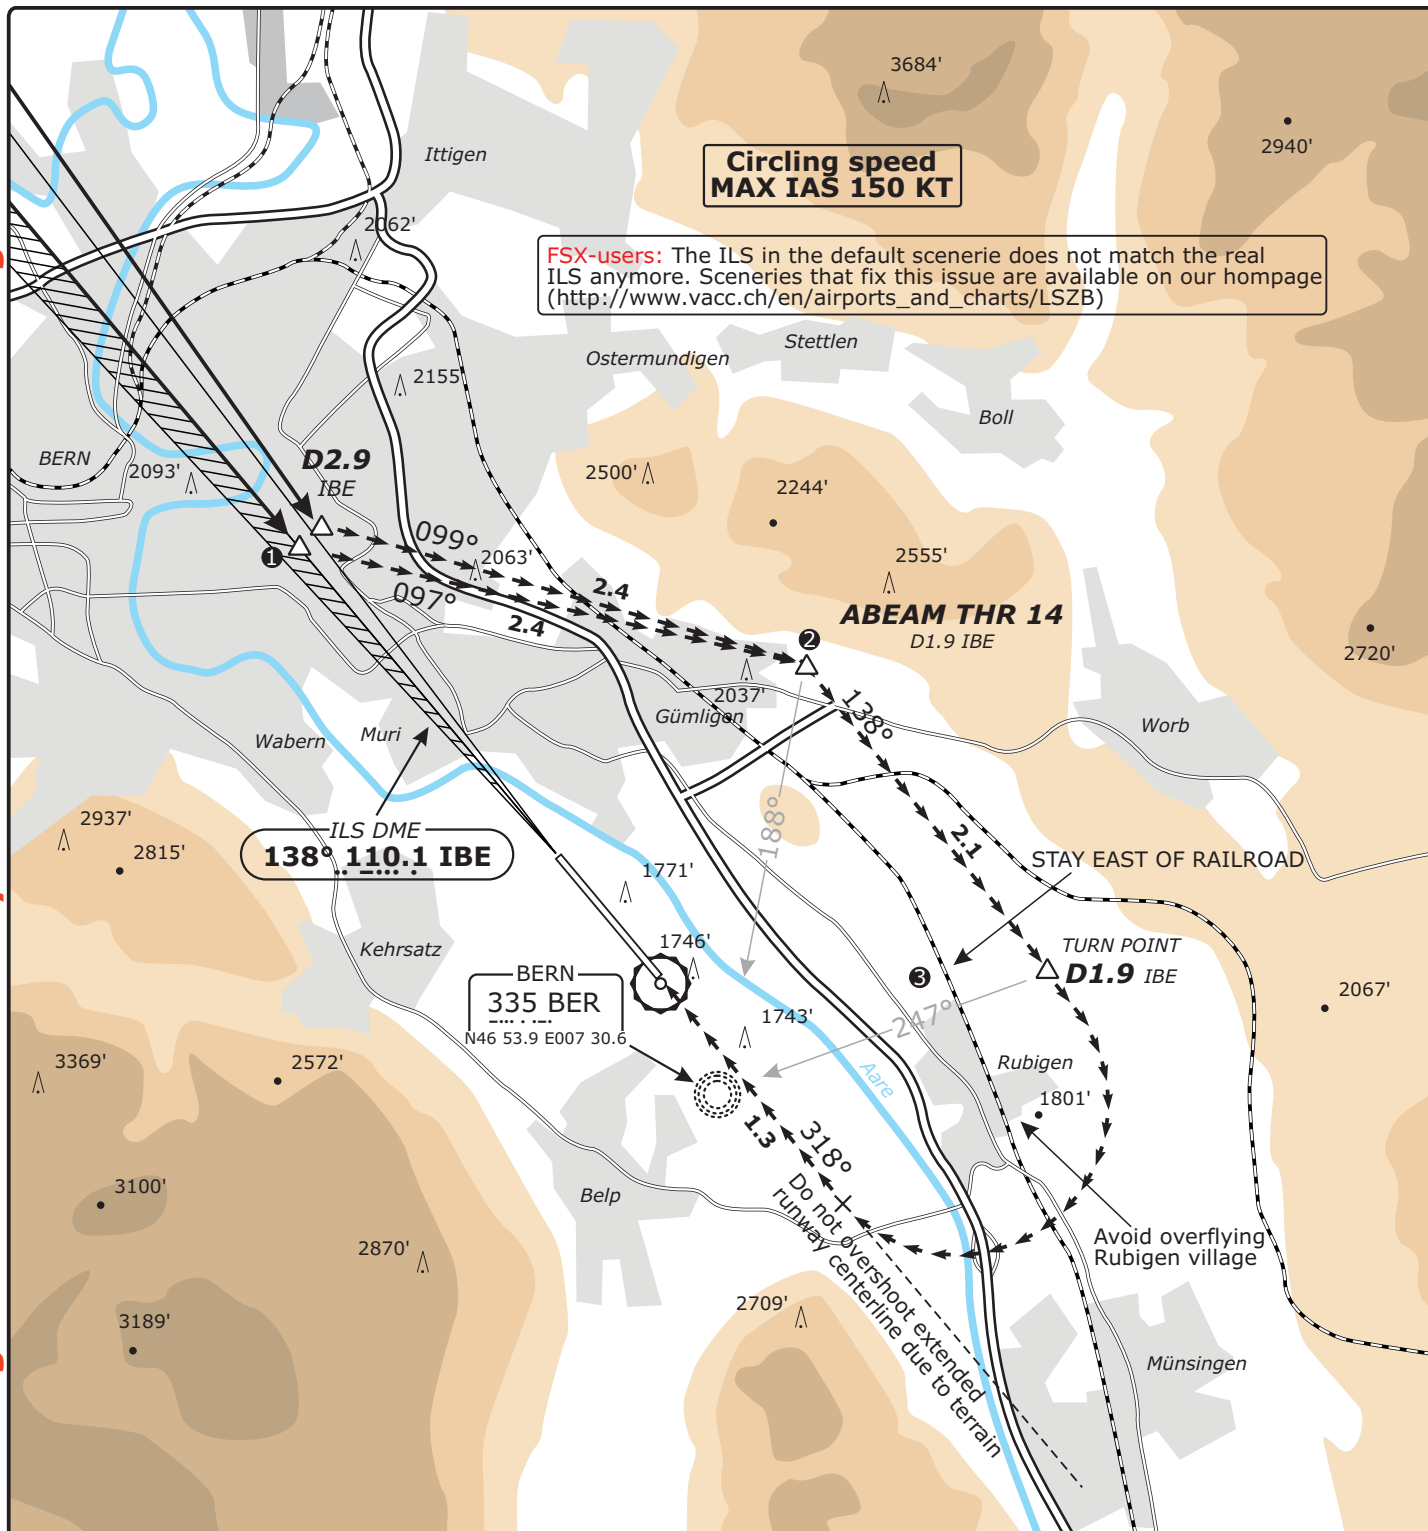 3684'
2940'
Ittigen
Circling speed
MAX IAS 150 KT
2062'
FSX-users: The ILS in the default scenerie does not match the real
ILS anymore. Sceneries that fix this issue are available on our hompage
(http://www.vacc.ch/en/airports_and_charts/LSZB)
Stettlen
Ostermundigen
2155
Boll
BERN
D2.9
IBE
2093'
2500'
2244'
099°
2063'
2555'
1
097°
2.4
2.4
ABEAM THR 14
D1.9 IBE
2
2720'
2037'
138°
Gümligen
Worb
Wabern
Muri
188°
2937'
2815'
ILS DME
138° 110.1 IBE
2.1
STAY EAST OF RAILROAD
1771'
Kehrsatz
1746'
TURN POINT
D1.9 IBE
3
BERN
335 BER
N46 53.9 E007 30.6
2067'
1743'
247°
3369'
2572'
Aare
Rubigen
1801'
1.3
318°
3100'
Belp
Do not overshoot extended
runway centerline due to terrain
Avoid overflying
Rubigen village
2870'
2709'
3189'
Münsingen